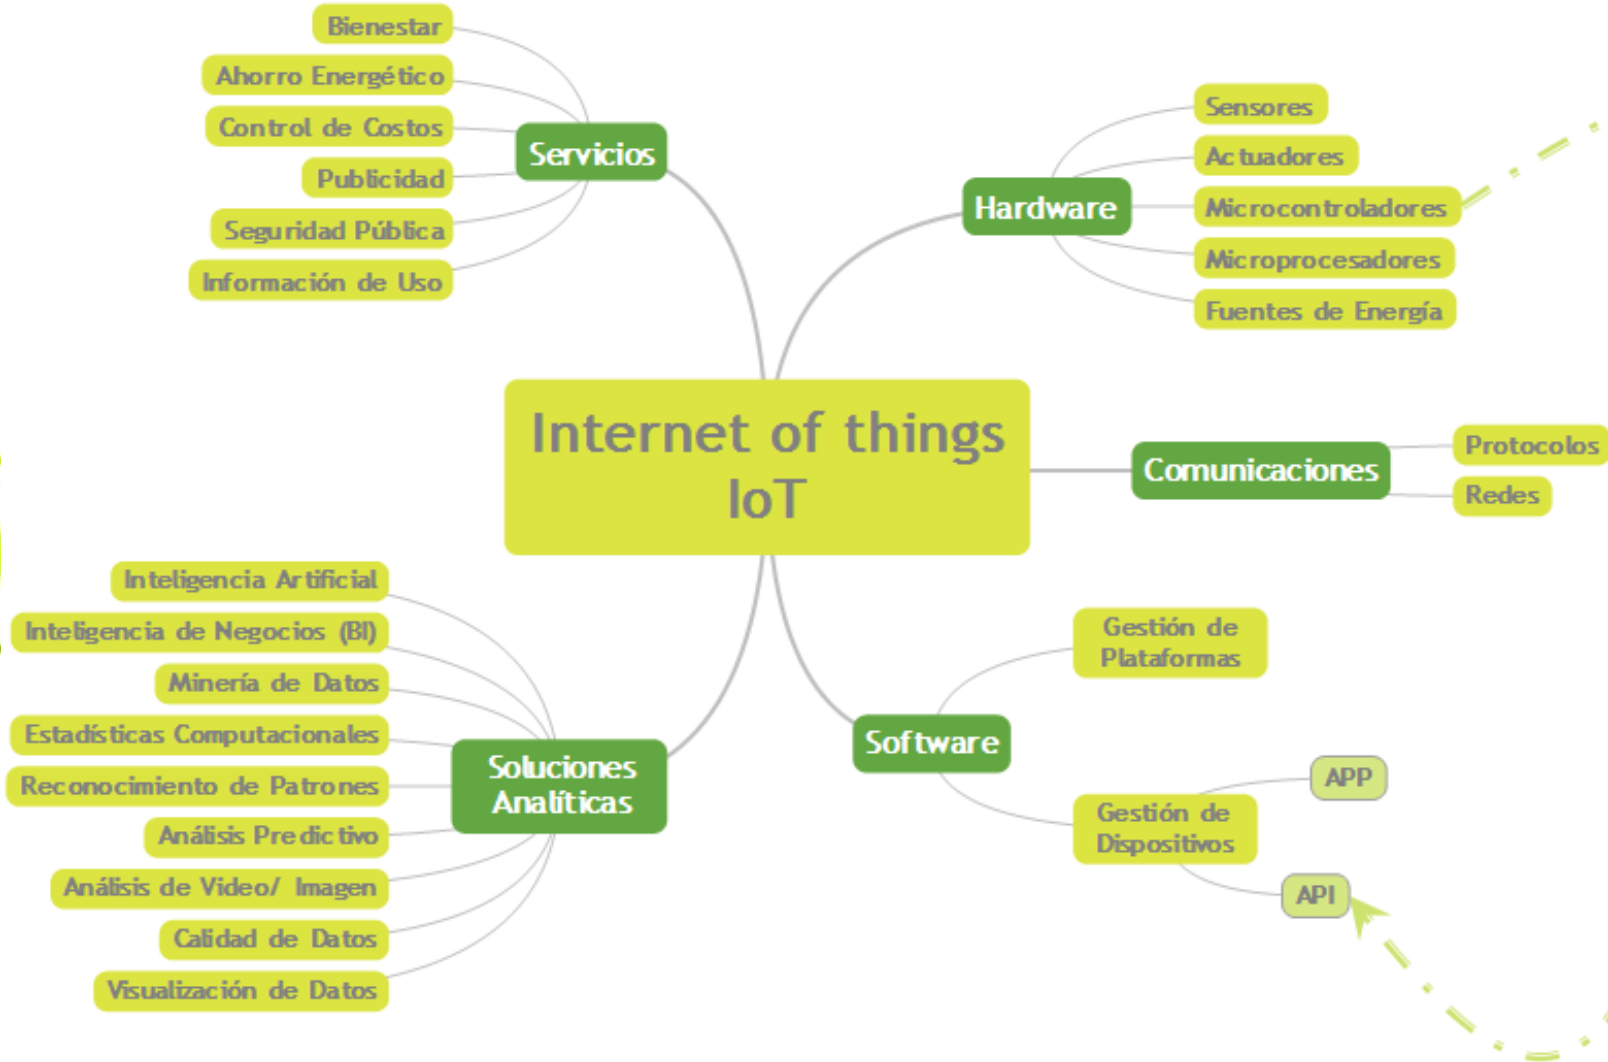 Bienestar
Ahorro Energético
Control de Costos
Publicidad
Seguridad Pública
Información de Uso
Servicios
Hardware
Sensores
Actuadores
Microcontroladores
Microprocesadores
Fuentes de Energía
Internet of things
IoT
Comunicaciones
Protocolos
Redes
Inteligencia Artificial
Inteligencia de Negocios (BI)
Minería de Datos
Estadísticas Computacionales
Reconocimiento de Patrones
Análisis Predictivo
Análisis de Video/ Imagen
Calidad de Datos
Visualización de Datos
Soluciones
Analíticas
Software
Gestión de
Plataformas
Gestión de
Dispositivos
APP
API